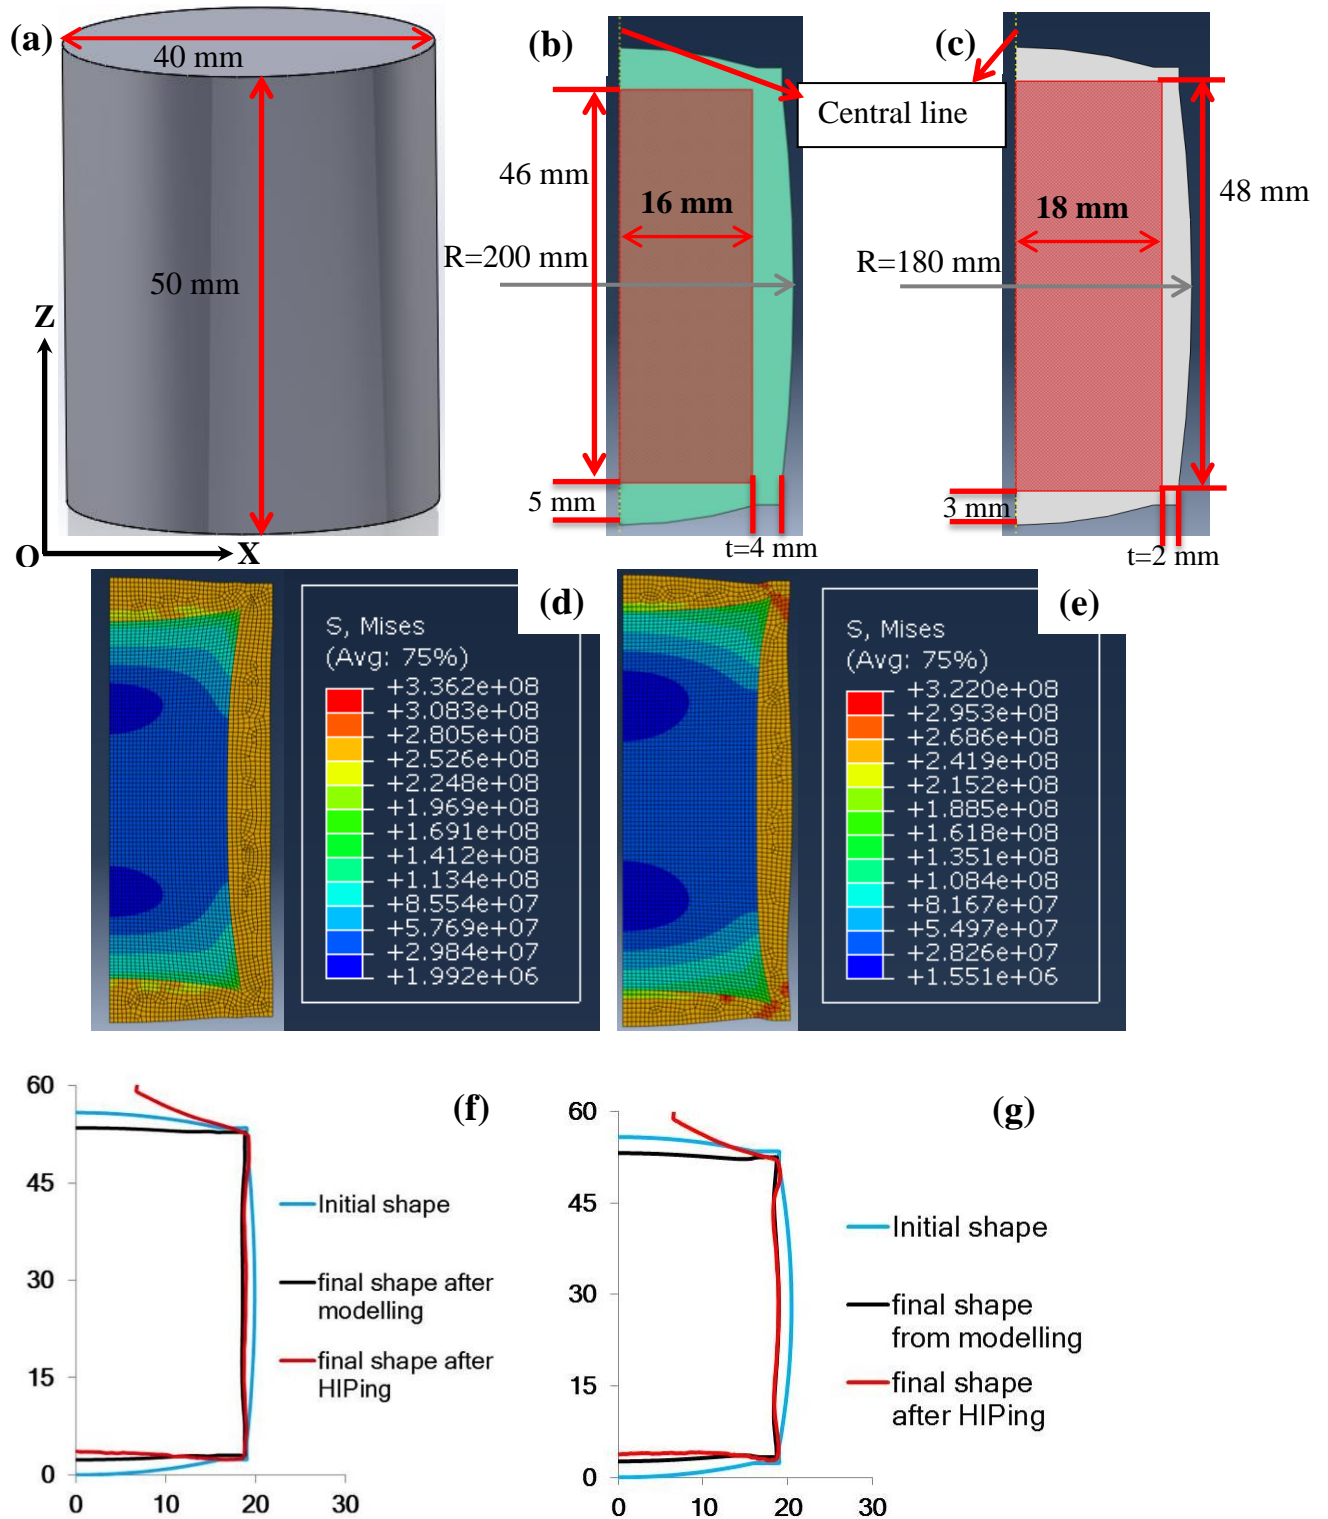 (a)
40 mm
50 mm
Z
O
X
(b)
46 mm
16 mm
R=200 mm
5 mm
t=4 mm
Central line
(c)
48 mm
18 mm
R=180 mm
3 mm
t=2 mm
(d)
S, Mises
(Avg: 75%)
+3.362e+08
+3.083e+08
+2.805e+08
+2.526e+08
+2.248e+08
+1.969e+08
+1.691e+08
+1.412e+08
+1.134e+08
+8.554e+07
+5.769e+07
+2.984e+07
+1.992e+06
(e)
S, Mises
(Avg: 75%)
+3.220e+08
+2.953e+08
+2.686e+08
+2.419e+08
+2.152e+08
+1.885e+08
+1.618e+08
+1.351e+08
+1.084e+08
+8.167e+07
+5.497e+07
+2.826e+07
+1.551e+06
(f)
60
45
30
15
0
0 10 20 30
Initial shape
final shape after
modelling
final shape after
HIPing
(g)
60
45
30
15
0
0 10 20 30
Initial shape
final shape
from modelling
final shape
after HIPing